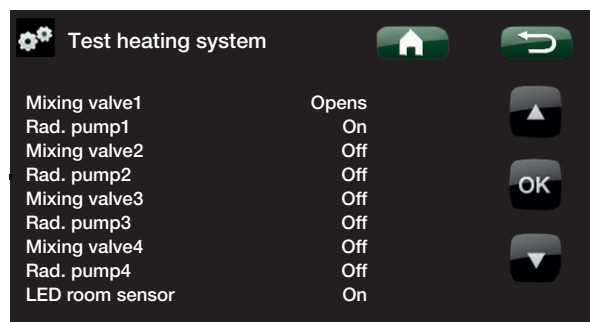 Test heating system
Mixing valve1 Opens
Rad. pump1 On
Mixing valve2 Off
Rad. pump2 Off
Mixing valve3 Off
Rad. pump3 Off
Mixing valve4 Off
Rad. pump4 Off
LED room sensor On
OK